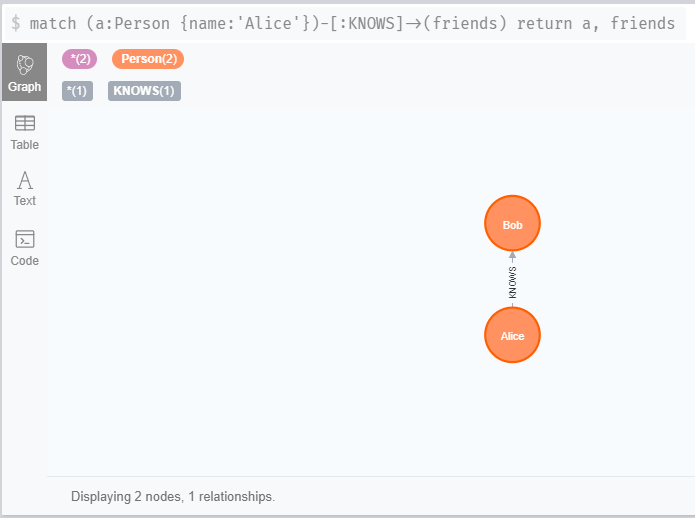 $ match (a:Person {name:'Alice'})-[:KNOWS]->(friends) return a, friends
*(2) Person(2)
*(1) KNOWS(1)
Graph
Table
Text
Code
Bob
KNOWS
Alice
Displaying 2 nodes, 1 relationships.